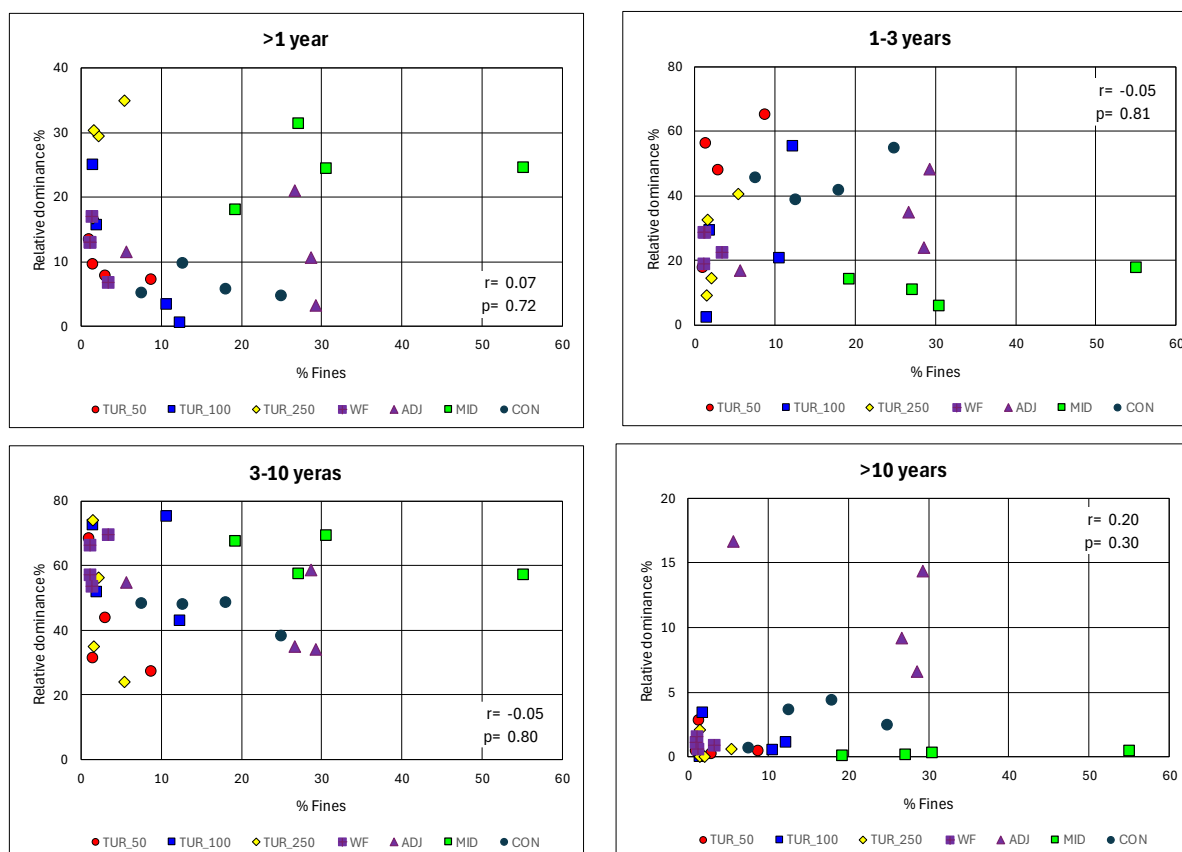 >1 year
40
30
20
10
0
0 10 20 30 40 50 60
Relative dominance %
% Fines
r= 0.07
p= 0.72
TUR_50 TUR_100 TUR_250 WF ADJ MID CON
1-3 years
80
60
40
20
0
0 10 20 30 40 50 60
Relative dominance %
% Fines
r= -0.05
p= 0.81
TUR_50 TUR_100 TUR_250 WF ADJ MID CON
3-10 yeras
80
60
40
20
0
0 10 20 30 40 50 60
Relative dominance %
% Fines
r= -0.05
p= 0.80
TUR_50 TUR_100 TUR_250 WF ADJ MID CON
>10 years
20
15
10
5
0
0 10 20 30 40 50 60
Relative dominance %
% Fines
r= 0.20
p= 0.30
TUR_50 TUR_100 TUR_250 WF ADJ MID CON